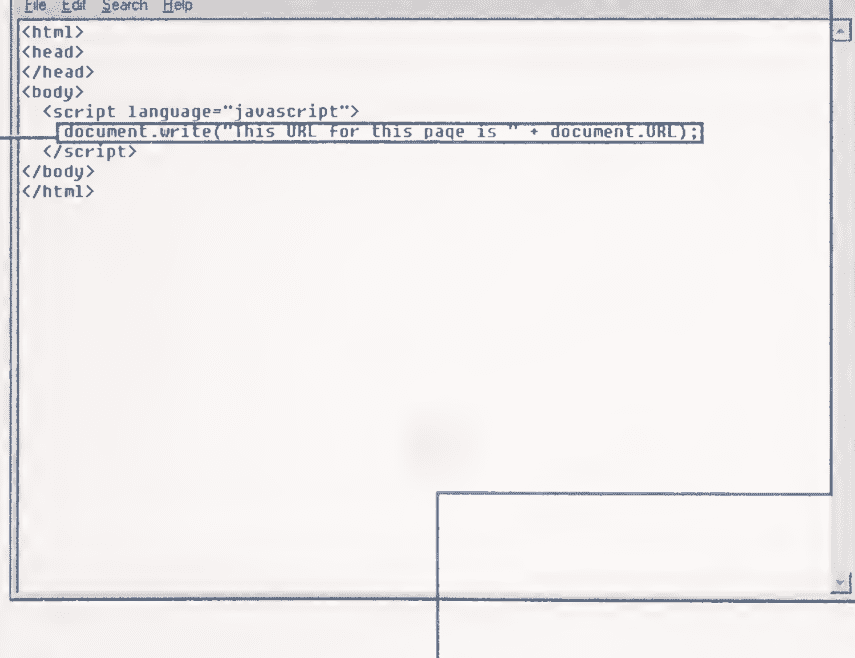 File Edit Search Help
<html>
<head>
</head>
<body>
<script language="javascript">
document.write("This URL for this page is " + document.URL);
</script>
</body>
</html>